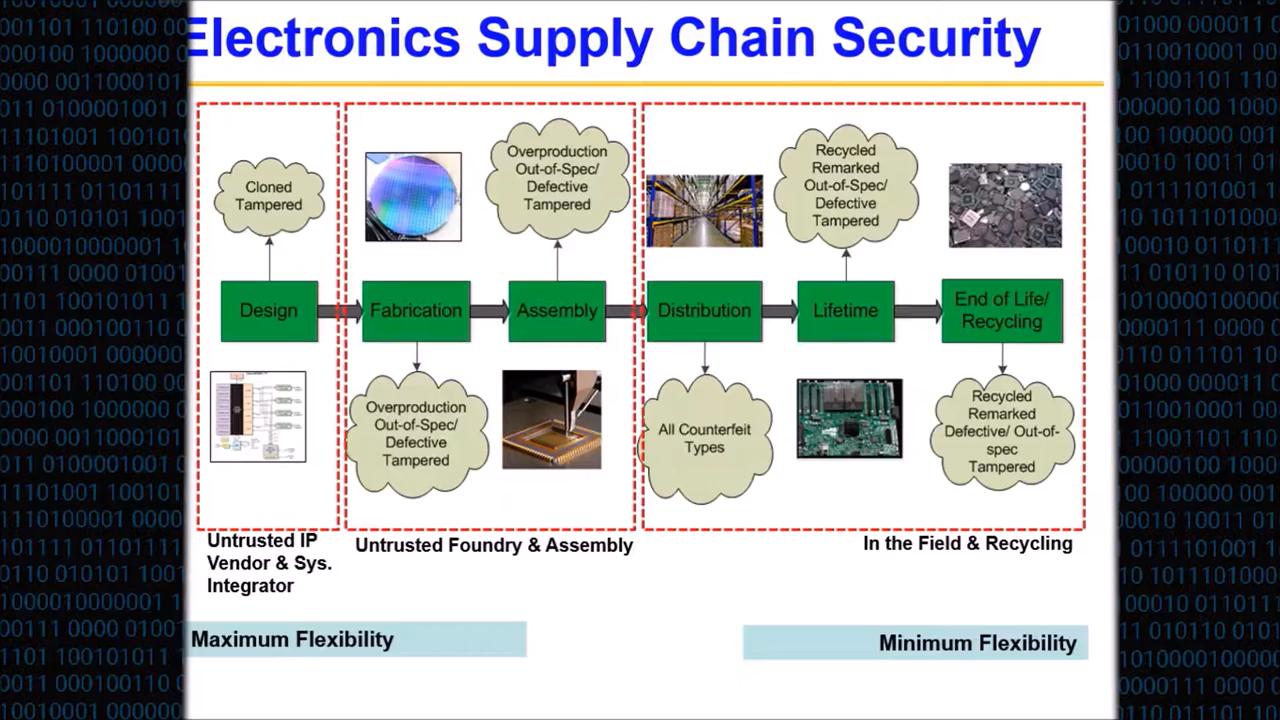 Electronics Supply Chain Security
Cloned
Tampered
Overproduction
Out-of-Spec/
Defective
Tampered
Recycled
Remarked
Out-of-Spec/
Defective
Tampered
Design
Fabrication
Assembly
Distribution
Lifetime
End of Life/
Recycling
Overproduction
Out-of-Spec/
Defective
Tampered
All Counterfeit
Types
Recycled
Remarked
Defective/ Out-of-
spec
Tampered
Untrusted IP
Vendor & Sys.
Integrator
Untrusted Foundry & Assembly
In the Field & Recycling
Maximum Flexibility
Minimum Flexibility